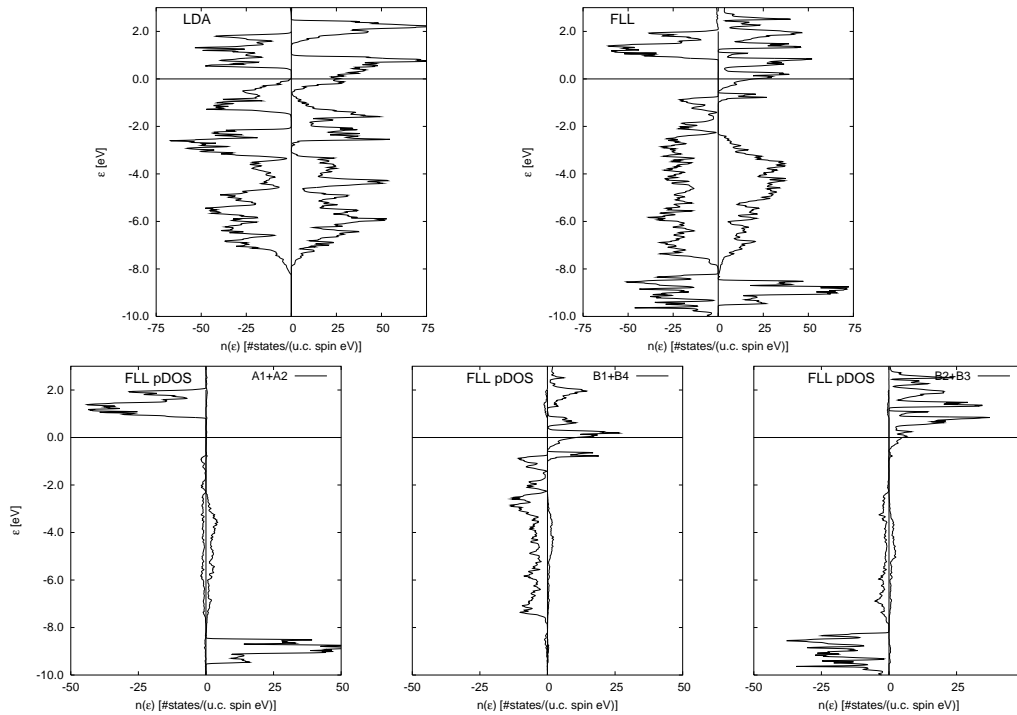 LDA
2.0
0.0
-2.0
-4.0
-6.0
-8.0
-10.0
ε [eV]
-75 -50 -25 0 25 50 75
n(ε) [#states/(u.c. spin eV)]
FLL
2.0
0.0
-2.0
-4.0
-6.0
-8.0
-10.0
ε [eV]
-75 -50 -25 0 25 50 75
n(ε) [#states/(u.c. spin eV)]
FLL pDOS A1+A2
2.0
0.0
-2.0
-4.0
-6.0
-8.0
-10.0
ε [eV]
-50 -25 0 25 50
n(ε) [#states/(u.c. spin eV)]
FLL pDOS B1+B4
-50 -25 0 25 50
n(ε) [#states/(u.c. spin eV)]
FLL pDOS B2+B3
-50 -25 0 25 50
n(ε) [#states/(u.c. spin eV)]